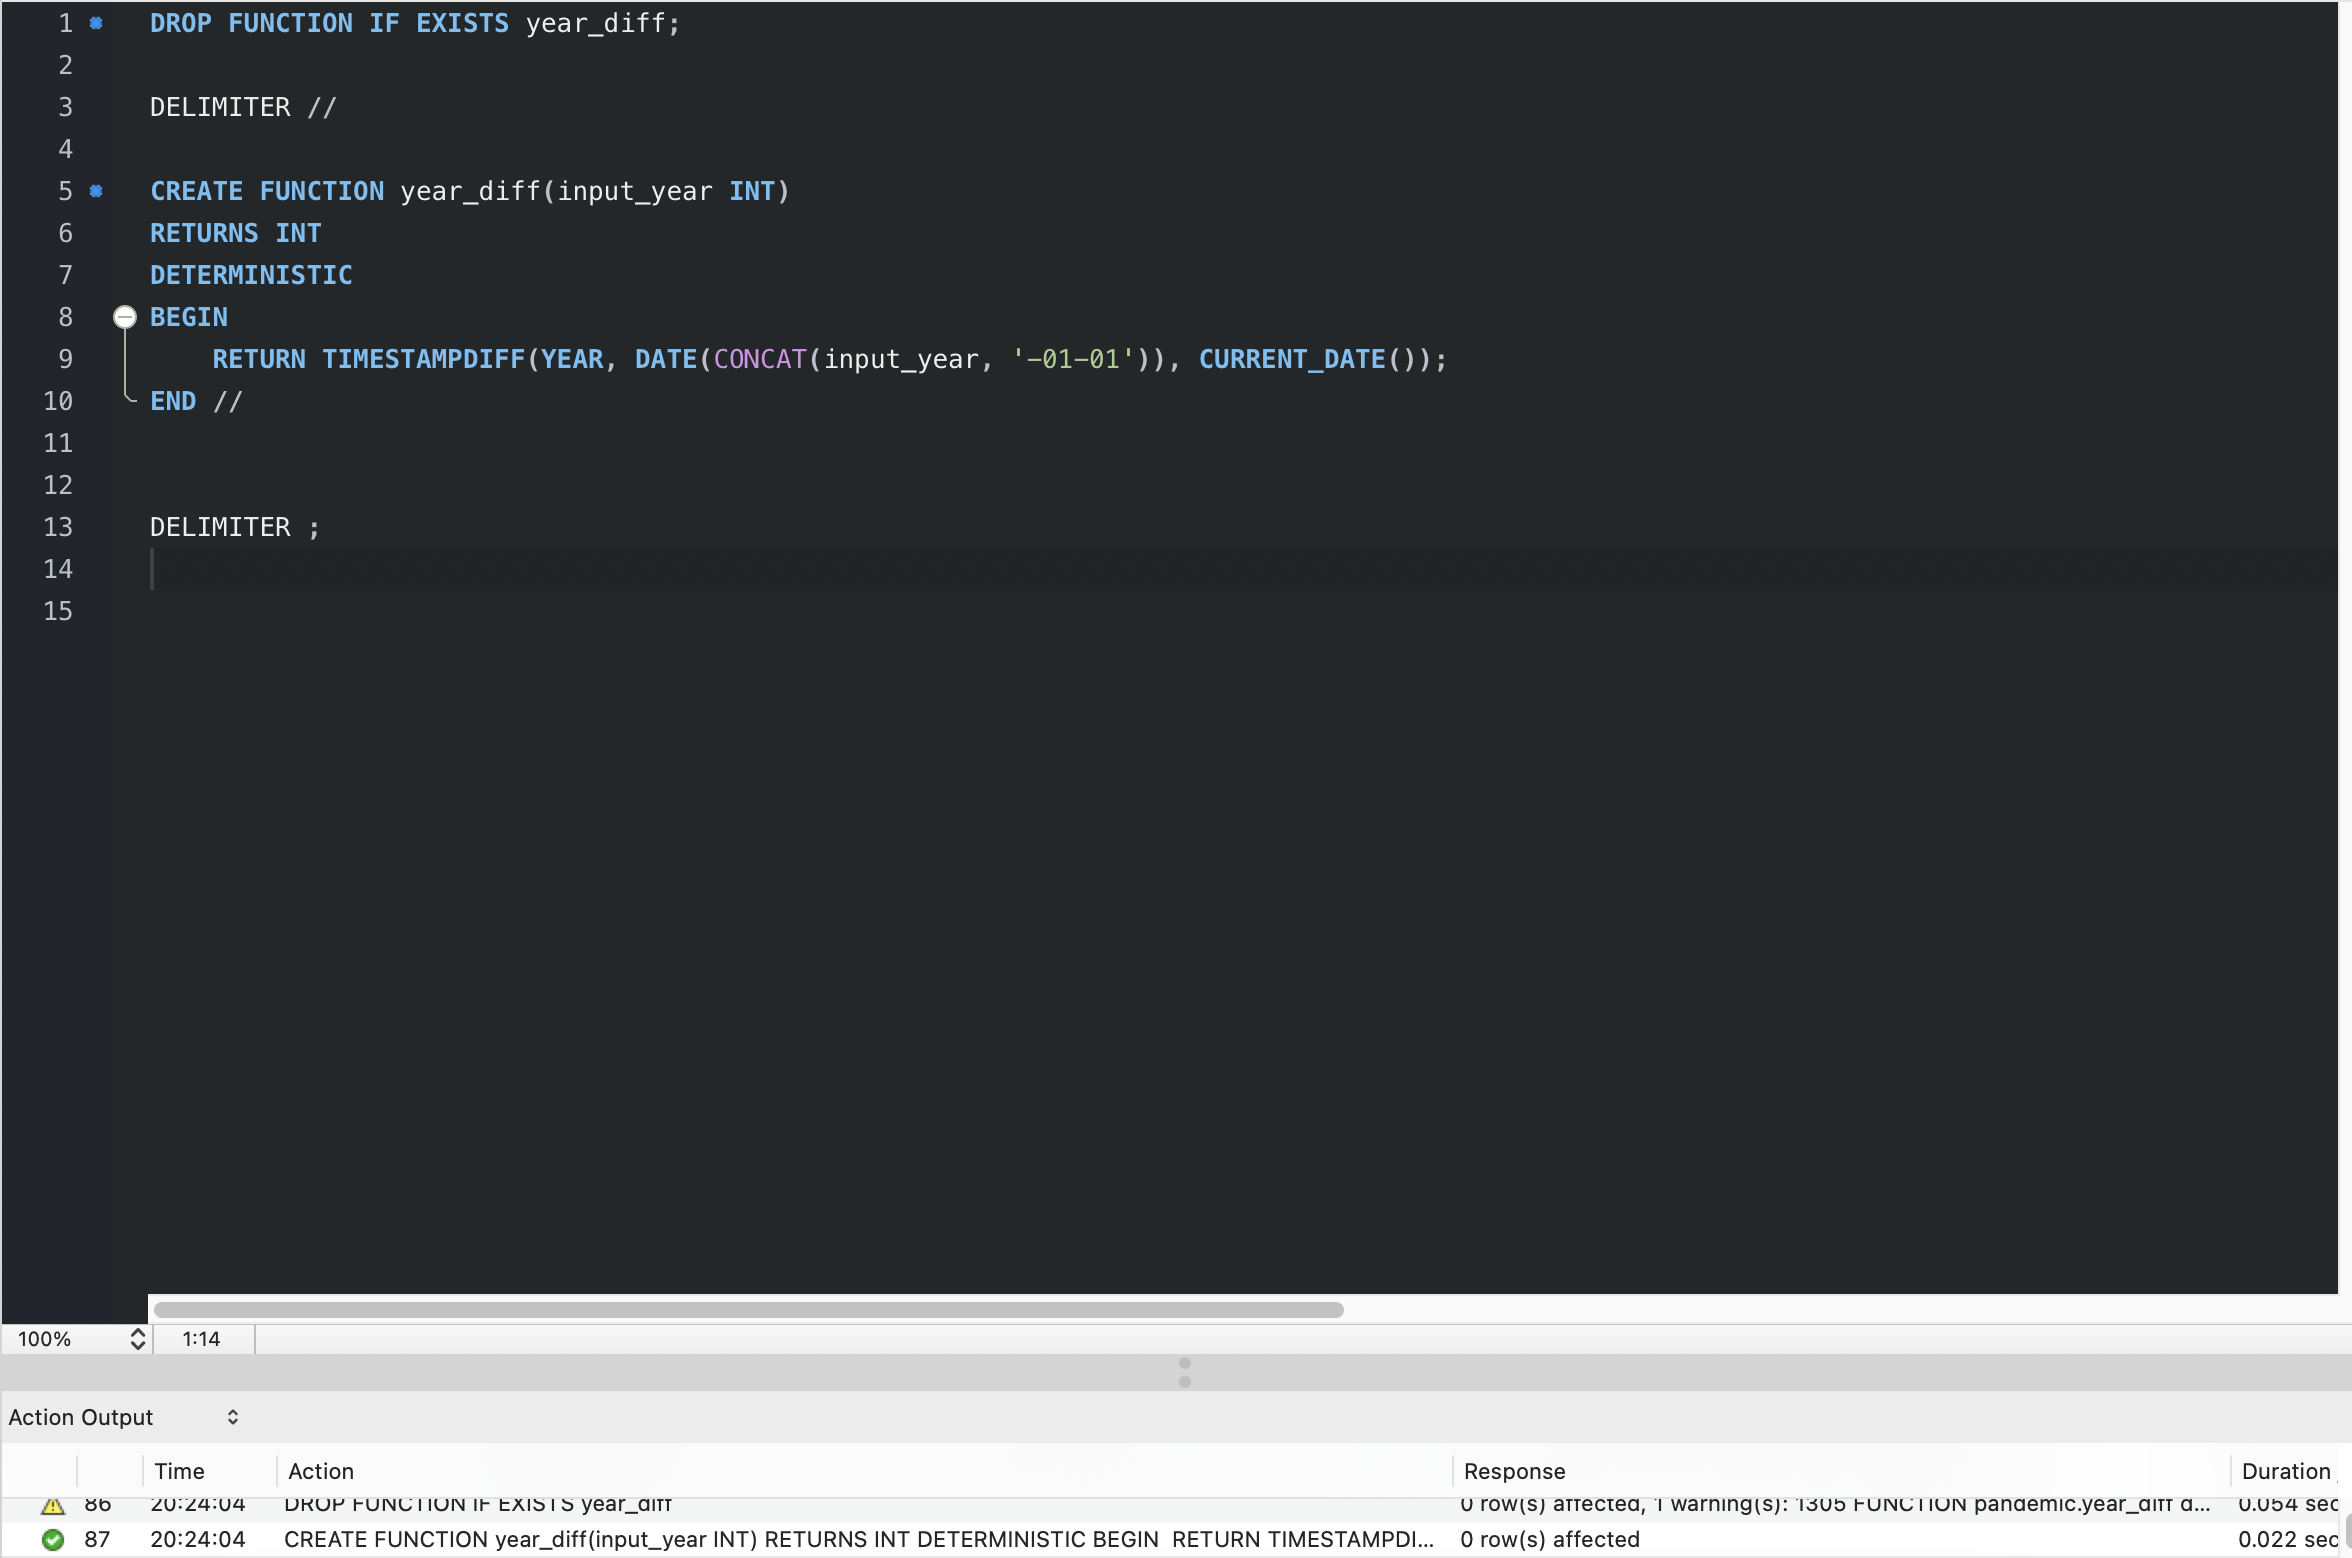 1 DROP FUNCTION IF EXISTS year_diff;
2
3 DELIMITER //
4
5 CREATE FUNCTION year_diff(input_year INT)
6 RETURNS INT
7 DETERMINISTIC
8 BEGIN
9     RETURN TIMESTAMPDIFF(YEAR, DATE(CONCAT(input_year, '-01-01')), CURRENT_DATE());
10 END //
11
12
13 DELIMITER ;
14
15
100% 1:14
Action Output
Time Action Response Duration
86 20:24:04 DROP FUNCTION IF EXISTS year_diff 0 row(s) affected, 1 warning(s): 1305 FUNCTION pandemic.year_diff d... 0.054 sec
87 20:24:04 CREATE FUNCTION year_diff(input_year INT) RETURNS INT DETERMINISTIC BEGIN  RETURN TIMESTAMPDI... 0 row(s) affected 0.022 sec